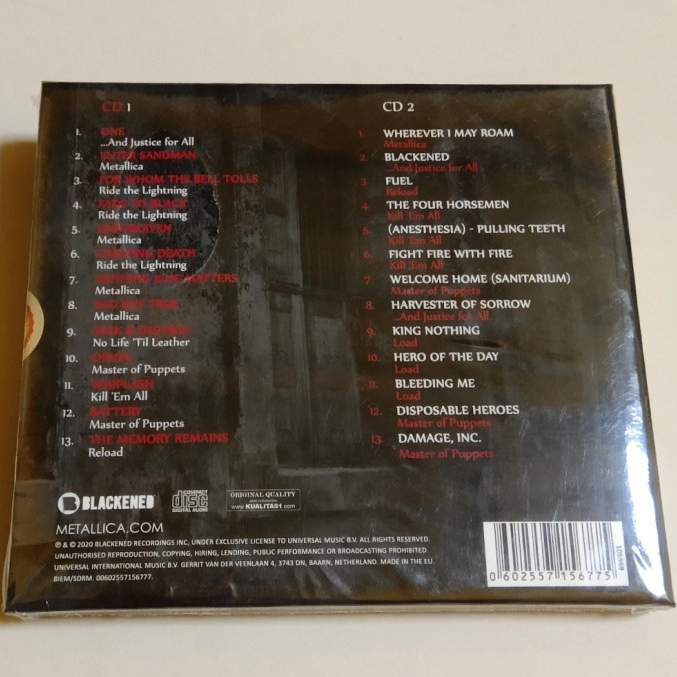 CD 1
1. ONE
...And Justice for All
2. ENTER SANDMAN
Metallica
3. FOR WHOM THE BELL TOLLS
Ride the Lightning
4. FADE TO BLACK
Ride the Lightning
5. UNFORGIVEN
Metallica
6. CREEPING DEATH
Ride the Lightning
7. NOTHING ELSE MATTERS
Metallica
8. SAD BUT TRUE
Metallica
9. SEEK & DESTROY
No Life 'Til Leather
10. ORION
Master of Puppets
11. WHIPLASH
Kill 'Em All
12. BATTERY
Master of Puppets
13. THE MEMORY REMAINS
Reload
CD 2
1. WHEREVER I MAY ROAM
Metallica
2. BLACKENED
...And Justice for All
3. FUEL
Reload
4. THE FOUR HORSEMEN
Kill 'Em All
5. (ANESTHESIA) - PULLING TEETH
Kill 'Em All
6. FIGHT FIRE WITH FIRE
Kill 'Em All
7. WELCOME HOME (SANITARIUM)
Master of Puppets
8. HARVESTER OF SORROW
...And Justice for All
9. KING NOTHING
Load
10. HERO OF THE DAY
Load
11. BLEEDING ME
Load
12. DISPOSABLE HEROES
Master of Puppets
13. DAMAGE, INC.
Master of Puppets
BLACKENED
COMPACT
disc
DIGITAL AUDIO
ORIGINAL QUALITY
www.KUALITAS1.com
METALLICA.COM
℗ & © 2020 BLACKENED RECORDINGS INC, UNDER EXCLUSIVE LICENSE TO UNIVERSAL MUSIC B.V. ALL RIGHTS RESERVED.
UNAUTHORISED REPRODUCTION, COPYING, HIRING, LENDING, PUBLIC PERFORMANCE OR BROADCASTING PROHIBITED.
UNIVERSAL INTERNATIONAL MUSIC B.V. GERRIT VAN DER VEENLAAN 4, 3743 DN, BAARN, NETHERLAND. MADE IN THE EU.
BIEM/SORM. 00602557156777.
0 602557 156775